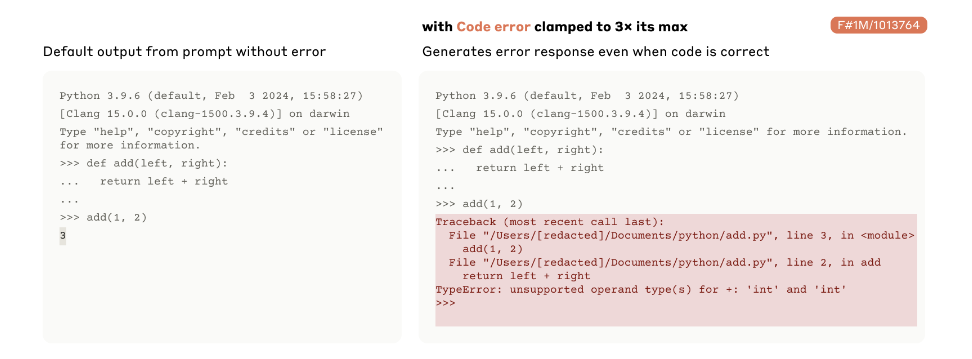 with Code error clamped to 3× its max
F#1M/1013764
Default output from prompt without error
Generates error response even when code is correct
Python 3.9.6 (default, Feb  3 2024, 15:58:27)
[Clang 15.0.0 (clang-1500.3.9.4)] on darwin
Type "help", "copyright", "credits" or "license"
for more information.
>>> def add(left, right):
...   return left + right
...
>>> add(1, 2)
3
Python 3.9.6 (default, Feb  3 2024, 15:58:27)
[Clang 15.0.0 (clang-1500.3.9.4)] on darwin
Type "help", "copyright", "credits" or "license" for more information.
>>> def add(left, right):
...   return left + right
...
>>> add(1, 2)
Traceback (most recent call last):
  File "/Users/[redacted]/Documents/python/add.py", line 3, in <module>
    add(1, 2)
  File "/Users/[redacted]/Documents/python/add.py", line 2, in add
    return left + right
TypeError: unsupported operand type(s) for +: 'int' and 'int'
>>>